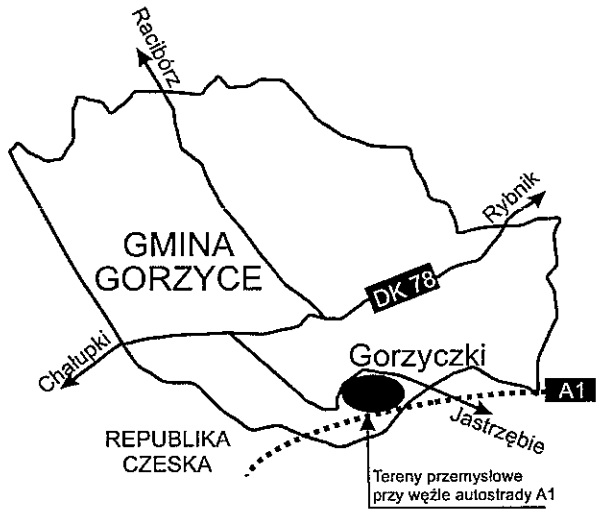 Racibórz
Rybnik
GMINA
GORZYCE
DK 78
Chałupki
Gorzyczki
A1
Jastrzębie
REPUBLIKA
CZESKA
Tereny przemysłowe
przy węźle autostrady A1